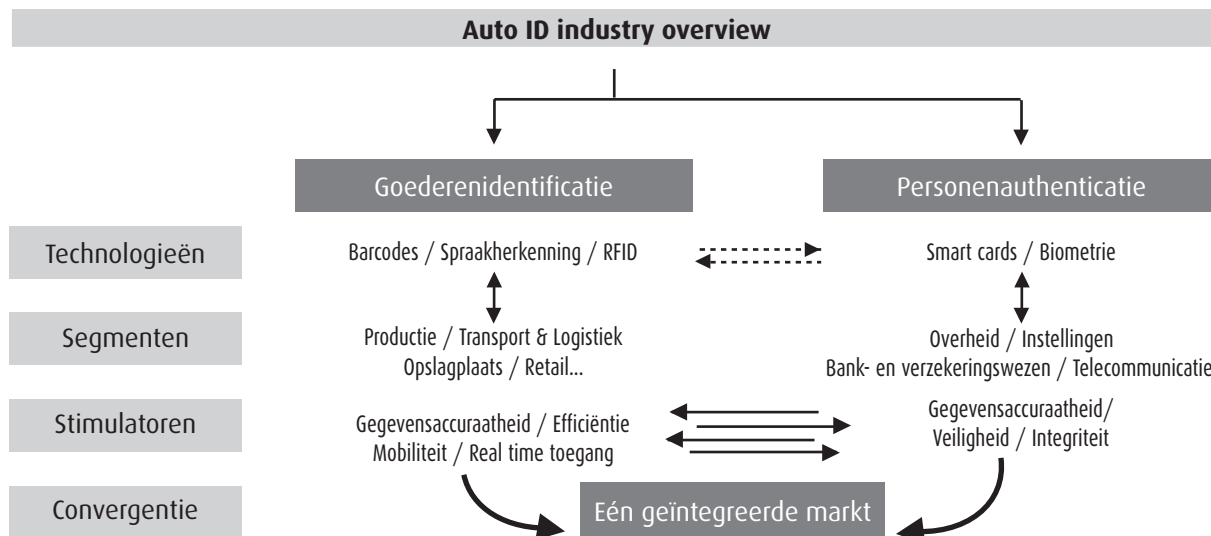 Auto ID industry overview
Goederenidentificatie
Personenauthenticatie
Technologieën
Barcodes / Spraakherkenning / RFID
Smart cards / Biometrie
Segmenten
Productie / Transport & Logistiek
Opslagplaats / Retail...
Overheid / Instellingen
Bank- en verzekeringswezen / Telecommunicatie
Stimulatoren
Gegevensaccuraatheid / Efficiëntie
Mobiliteit / Real time toegang
Gegevensaccuraatheid/
Veiligheid / Integriteit
Convergentie
Eén geïntegreerde markt